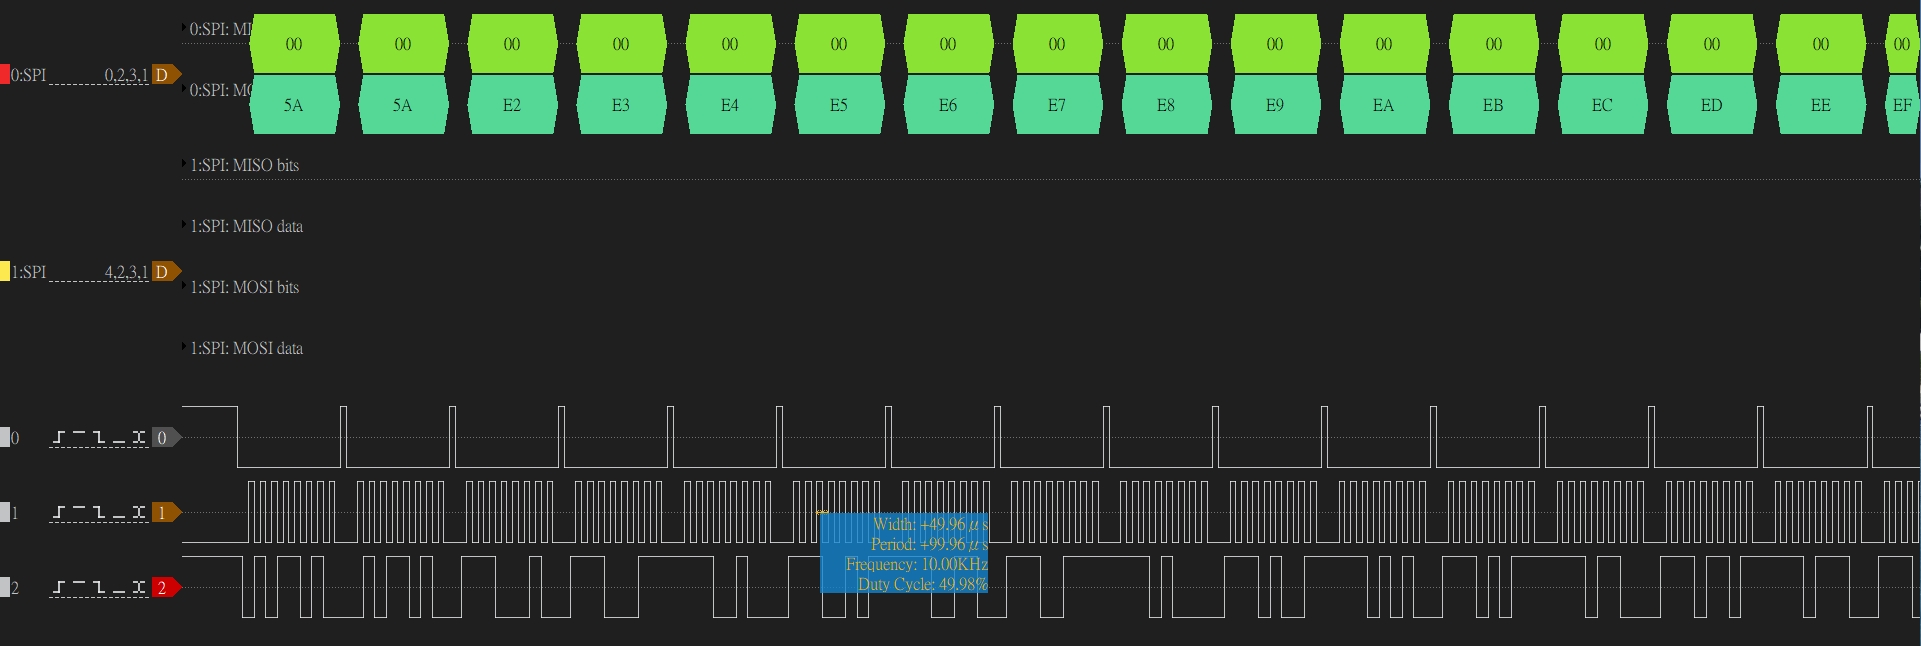 0:SPI: MI
00 00 00 00 00 00 00 00 00 00 00 00 00 00 00 00
0:SPI 0,2,3,1 D
0:SPI: MO
5A 5A E2 E3 E4 E5 E6 E7 E8 E9 EA EB EC ED EE EF
1:SPI: MISO bits
1:SPI: MISO data
1:SPI 4,2,3,1 D
1:SPI: MOSI bits
1:SPI: MOSI data
0 0
1 1
Width: +49.96 μs
Period: +99.96 μs
Frequency: 10.00KHz
Duty Cycle: 49.98%
2 2